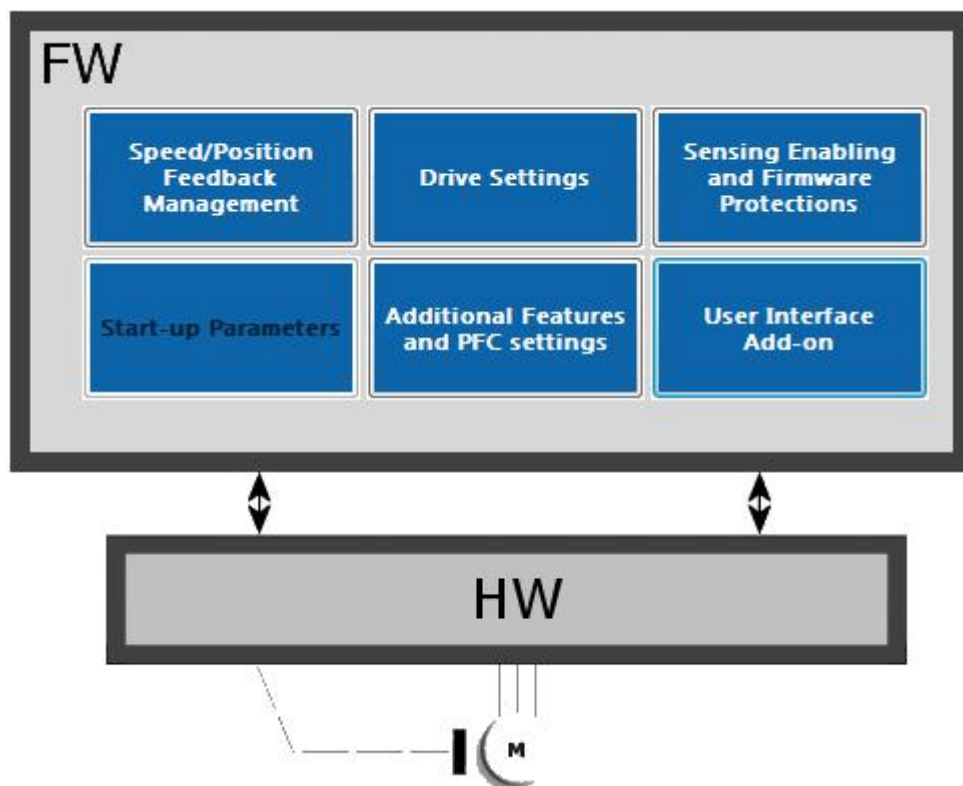 FW
Speed/Position
Feedback
Management
Drive Settings
Sensing Enabling
and Firmware
Protections
Start-up Parameters
Additional Features
and PFC settings
User Interface
Add-on
HW
M